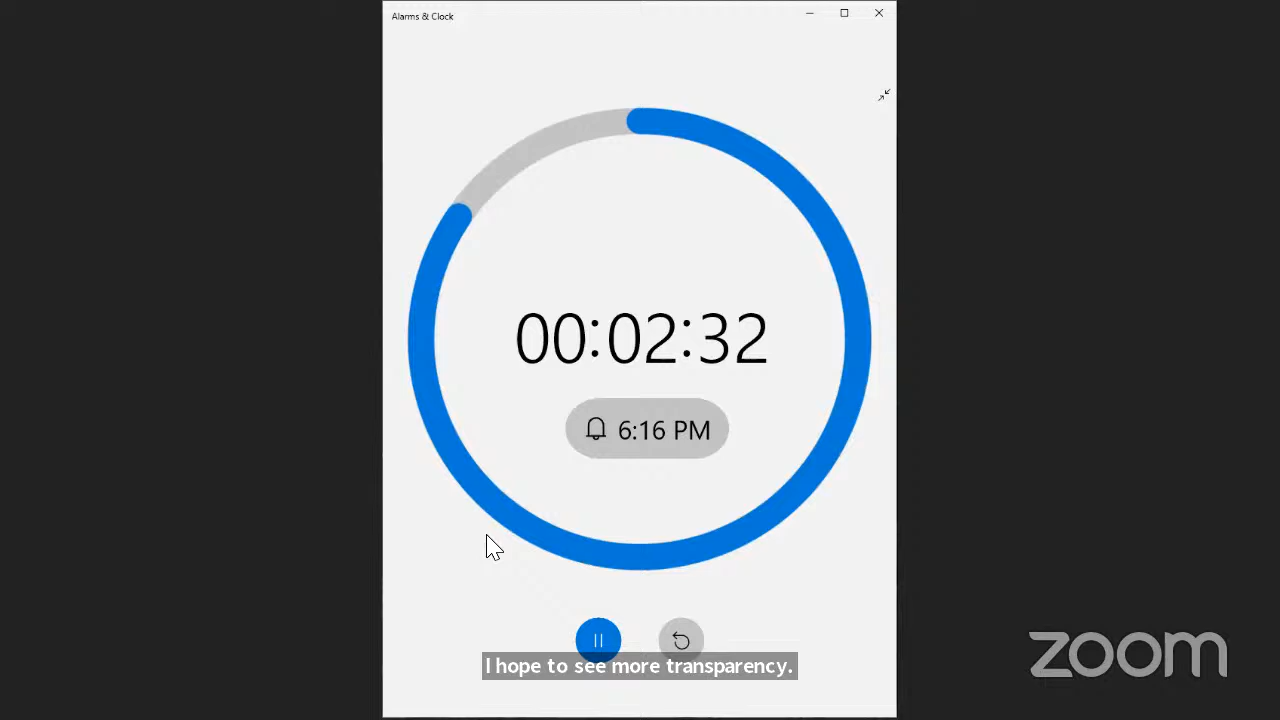 Alarms & Clock
00:02:32
6:16 PM
I hope to see more transparency.
zoom